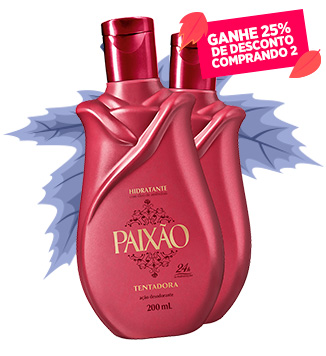 GANHE 25%
DE DESCONTO
COMPRANDO 2
HIDRATANTE
PAIXÃO
24h
TENTADORA
ação desodorante
200 mL